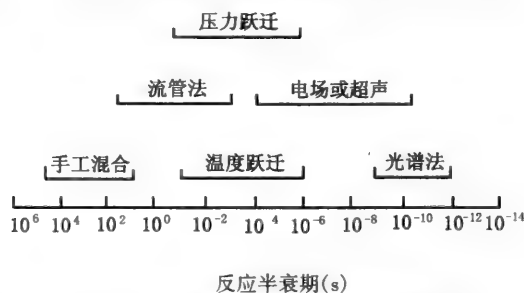 压力跃迁
流管法 电场或超声
手工混合 温度跃迁 光谱法
10⁶ 10⁴ 10² 10⁰ 10⁻² 10⁴ 10⁻⁶ 10⁻⁸ 10⁻¹⁰ 10⁻¹² 10⁻¹⁴
反应半衰期(s)